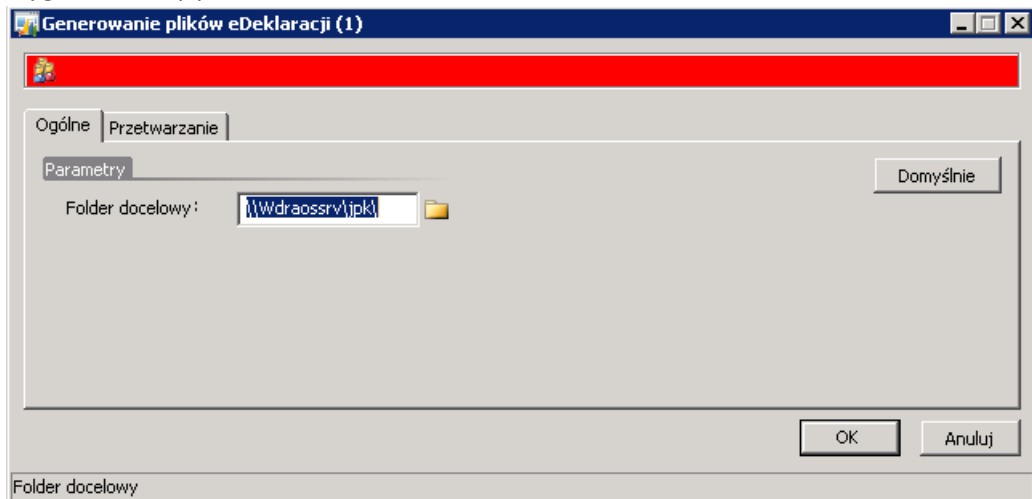 Generowanie plików eDeklaracji (1)
Ogólne Przetwarzanie
Parametry
Domyślnie
Folder docelowy: \\Wdraossrv\jpk\
OK Anuluj
Folder docelowy